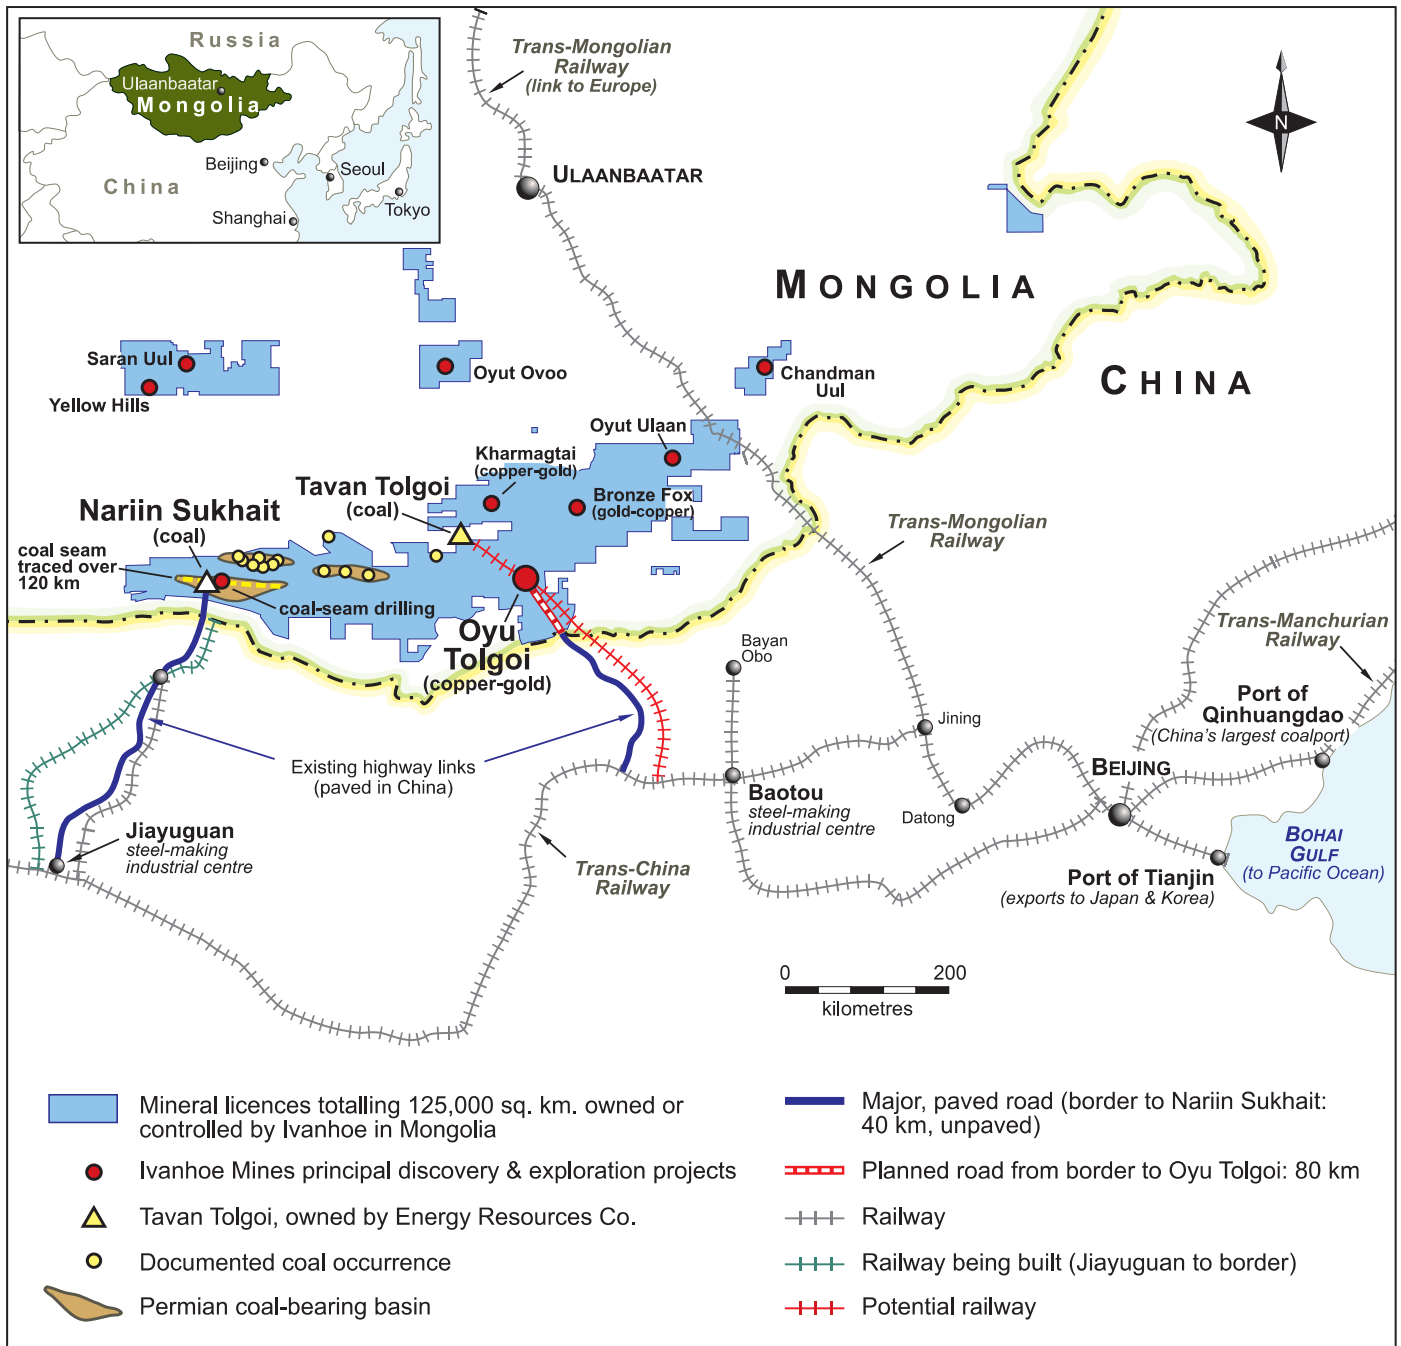 Russia
Ulaanbaatar
Mongolia
Beijing
Seoul
China
Shanghai
Tokyo
Trans-Mongolian
Railway
(link to Europe)
N
ULAANBAATAR
MONGOLIA
CHINA
Saran Uul
Yellow Hills
Oyut Ovoo
Chandman
Uul
Oyut Ulaan
Kharmagtai
(copper-gold)
Tavan Tolgoi
(coal)
Bronze Fox
(gold-copper)
Nariin Sukhait
(coal)
coal seam
traced over
120 km
coal-seam drilling
Oyu
Tolgoi
(copper-gold)
Trans-Mongolian
Railway
Trans-Manchurian
Railway
Bayan
Obo
Port of
Qinhuangdao
(China's largest coalport)
Jining
Existing highway links
(paved in China)
BEIJING
Baotou
steel-making
industrial centre
Datong
Jiayuguan
steel-making
industrial centre
BOHAI
GULF
(to Pacific Ocean)
Trans-China
Railway
Port of Tianjin
(exports to Japan & Korea)
0 200
kilometres
Mineral licences totalling 125,000 sq. km. owned or
controlled by Ivanhoe in Mongolia
Ivanhoe Mines principal discovery & exploration projects
Tavan Tolgoi, owned by Energy Resources Co.
Documented coal occurrence
Permian coal-bearing basin
Major, paved road (border to Nariin Sukhait:
40 km, unpaved)
Planned road from border to Oyu Tolgoi: 80 km
Railway
Railway being built (Jiayuguan to border)
Potential railway